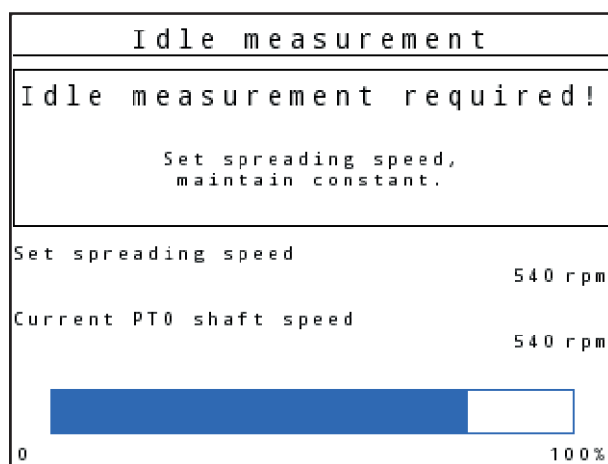 Idle measurement
Idle measurement required!
Set spreading speed,
maintain constant.
Set spreading speed
540 rpm
Current PTO shaft speed
540 rpm
0 100%